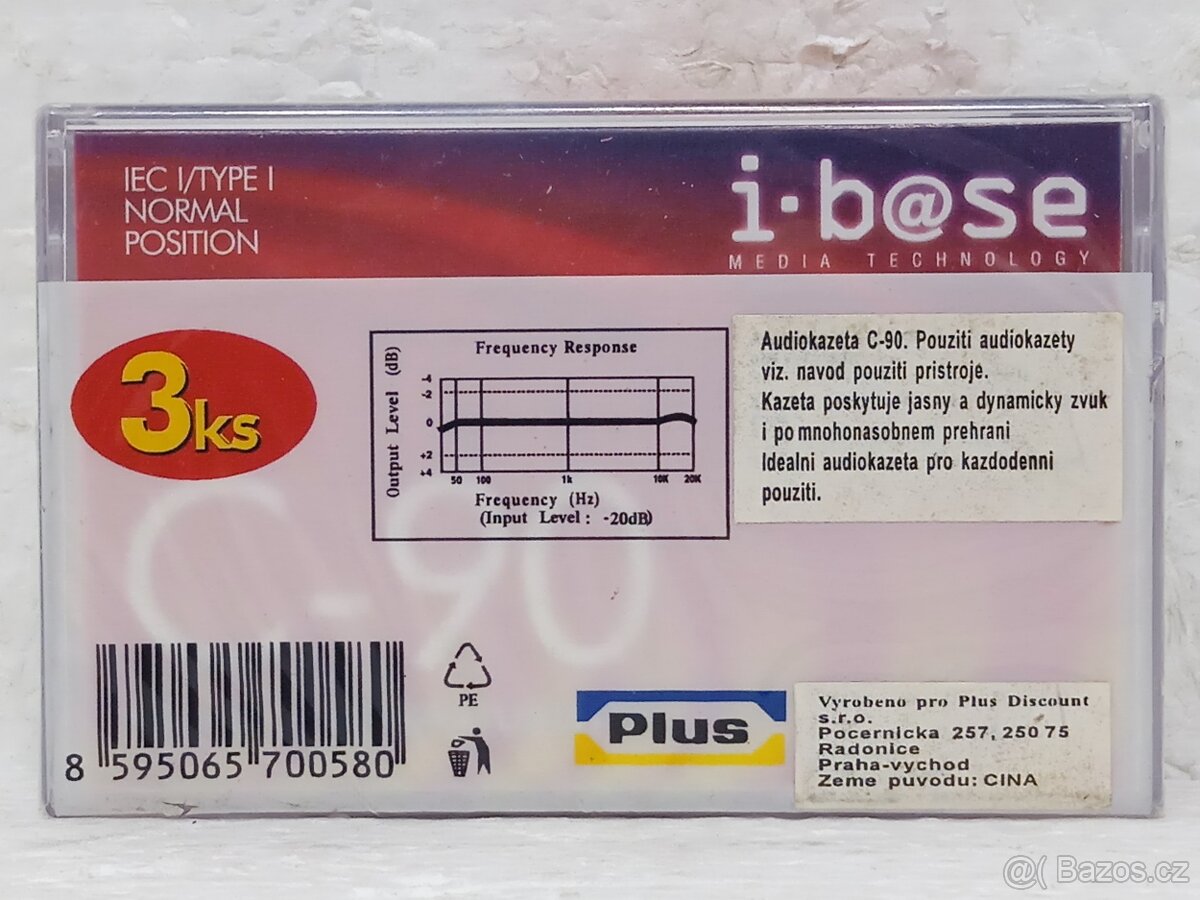 IEC I/TYPE I
NORMAL
POSITION
i·b@se
MEDIA TECHNOLOGY
3ks
Frequency Response
Output Level (dB)
-4
-2
0
+2
+4
50 100 1k 10K 20K
Frequency (Hz)
(Input Level : -20dB)
Audiokazeta C-90. Pouziti audiokazety
viz. navod pouziti pristroje.
Kazeta poskytuje jasny a dynamicky zvuk
i po mnohonasobnem prehrani
Idealni audiokazeta pro kazdodenni
pouziti.
C-90
8 595065 700580
PE
Plus
Vyrobeno pro Plus Discount
s.r.o.
Pocernicka 257, 250 75
Radonice
Praha-vychod
Zeme puvodu: CINA
@( Bazos.cz